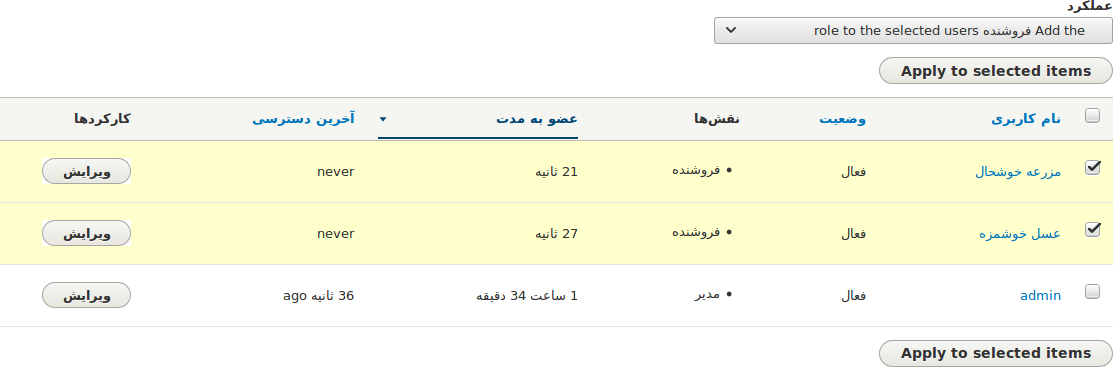 عملکرد
Add the فروشنده role to the selected users
Apply to selected items
نام کاربری وضعیت نقش‌ها عضو به مدت آخرین دسترسی کارکردها
مزرعه خوشحال فعال • فروشنده 21 ثانیه never ویرایش
عسل خوشمزه فعال • فروشنده 27 ثانیه never ویرایش
admin فعال • مدیر 1 ساعت 34 دقیقه 36 ثانیه ago ویرایش
Apply to selected items